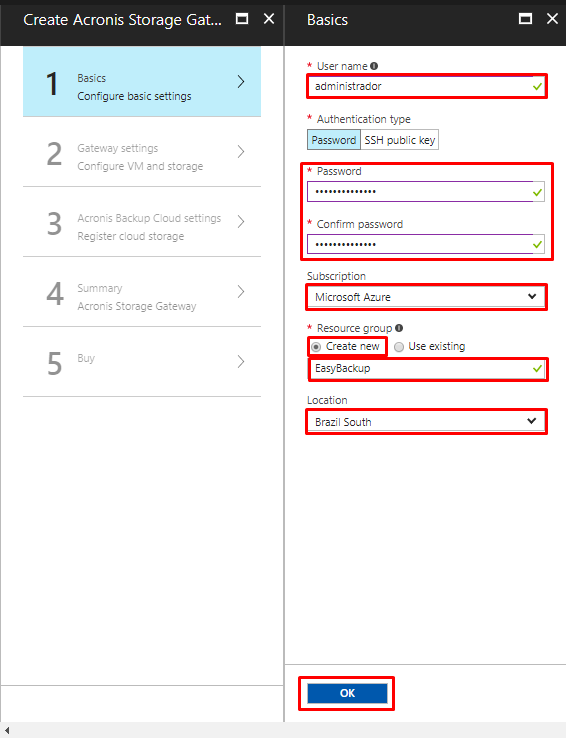 Create Acronis Storage Gat...
Basics
1
Basics
Configure basic settings
2
Gateway settings
Configure VM and storage
3
Acronis Backup Cloud settings
Register cloud storage
4
Summary
Acronis Storage Gateway
5
Buy
* User name
administrador
* Authentication type
Password SSH public key
* Password
••••••••••••••
* Confirm password
••••••••••••••
Subscription
Microsoft Azure
* Resource group
Create new Use existing
EasyBackup
Location
Brazil South
OK